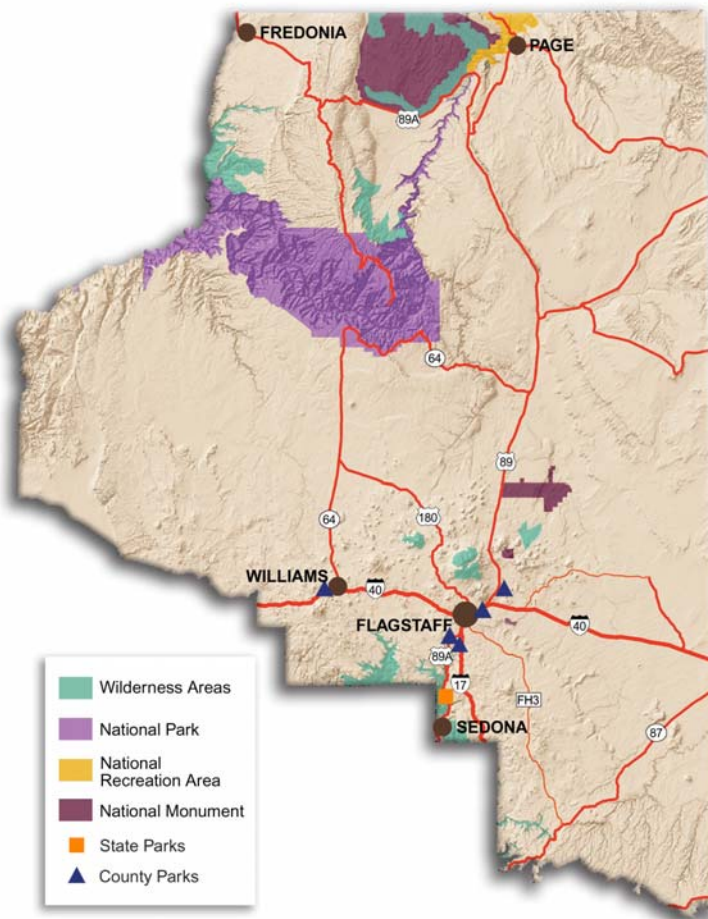 FREDONIA
PAGE
89A
64
89
180
64
WILLIAMS
40
FLAGSTAFF
40
89A
17
FH3
SEDONA
87
Wilderness Areas
National Park
National
Recreation Area
National Monument
State Parks
County Parks